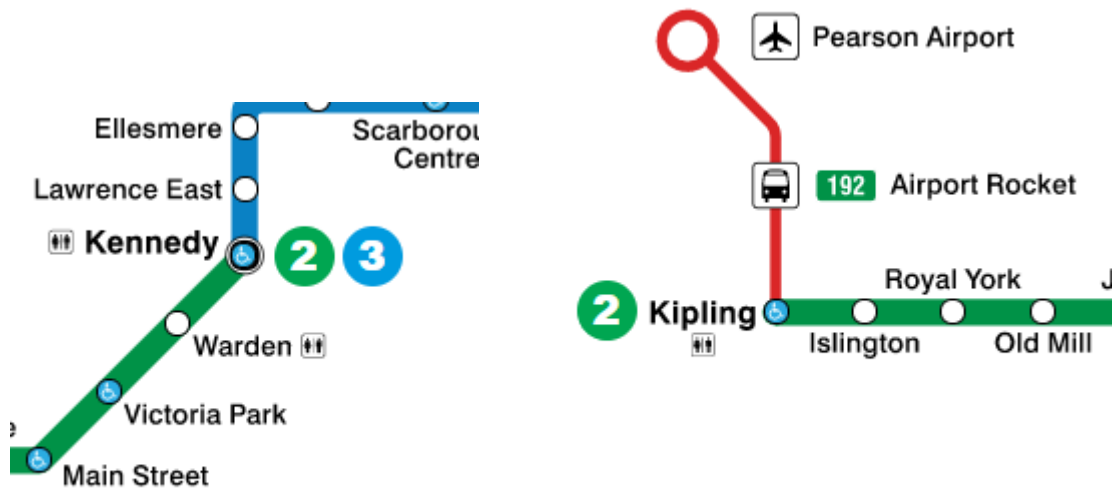 Ellesmere
Scarborou
Centre
Lawrence East
Kennedy 2 3
Warden
Victoria Park
e
Main Street
Pearson Airport
192 Airport Rocket
2 Kipling
Royal York
J
Islington
Old Mill